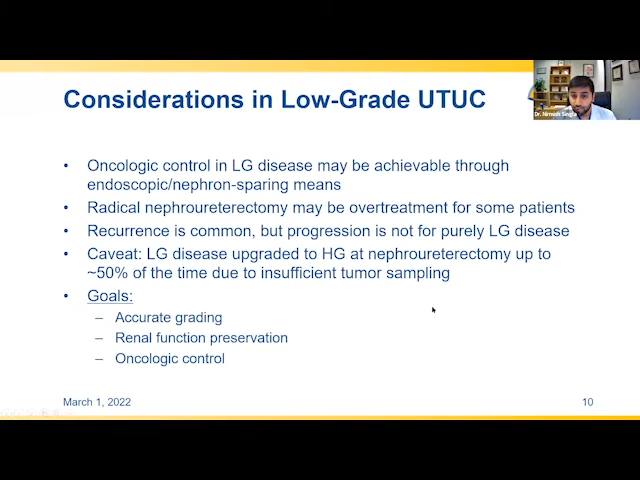 Considerations in Low-Grade UTUC
Dr. Nirmish Singla
• Oncologic control in LG disease may be achievable through
endoscopic/nephron-sparing means
• Radical nephroureterectomy may be overtreatment for some patients
• Recurrence is common, but progression is not for purely LG disease
• Caveat: LG disease upgraded to HG at nephroureterectomy up to
~50% of the time due to insufficient tumor sampling
• Goals:
– Accurate grading
– Renal function preservation
– Oncologic control
March 1, 2022
10